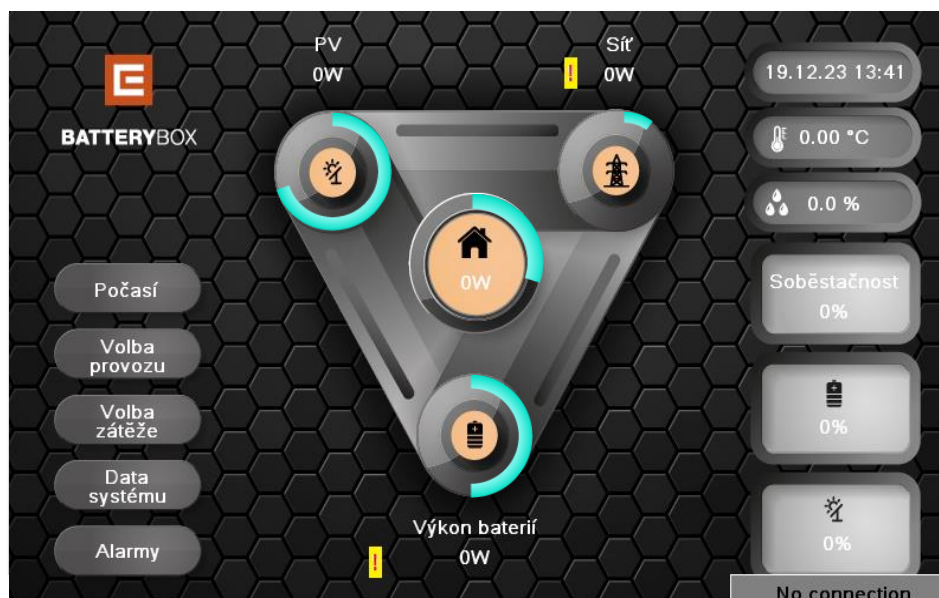 PV
0W
Síť
!
0W
19.12.23 13:41
BATTERYBOX
0.00 °C
0.0 %
0W
Počasí
Volba
provozu
Volba
zátěže
Data
systému
Alarmy
Soběstačnost
0%
0%
0%
Výkon baterií
!
0W
No connection